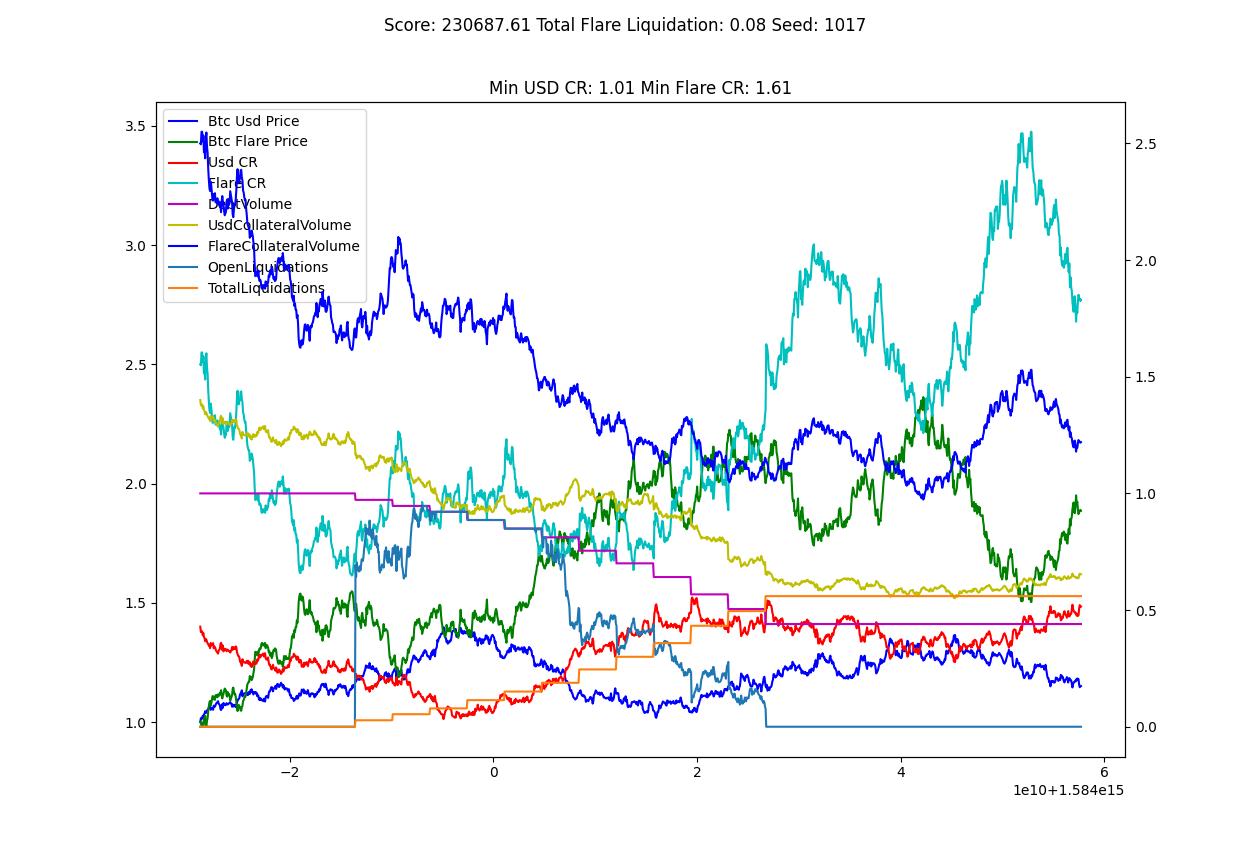 Score: 230687.61 Total Flare Liquidation: 0.08 Seed: 1017
Min USD CR: 1.01 Min Flare CR: 1.61
Btc Usd Price
Btc Flare Price
Usd CR
Flare CR
DebtVolume
UsdCollateralVolume
FlareCollateralVolume
OpenLiquidations
TotalLiquidations
3.5
3.0
2.5
2.0
1.5
1.0
2.5
2.0
1.5
1.0
0.5
0.0
−2
0
2
4
6
1e10+1.584e15